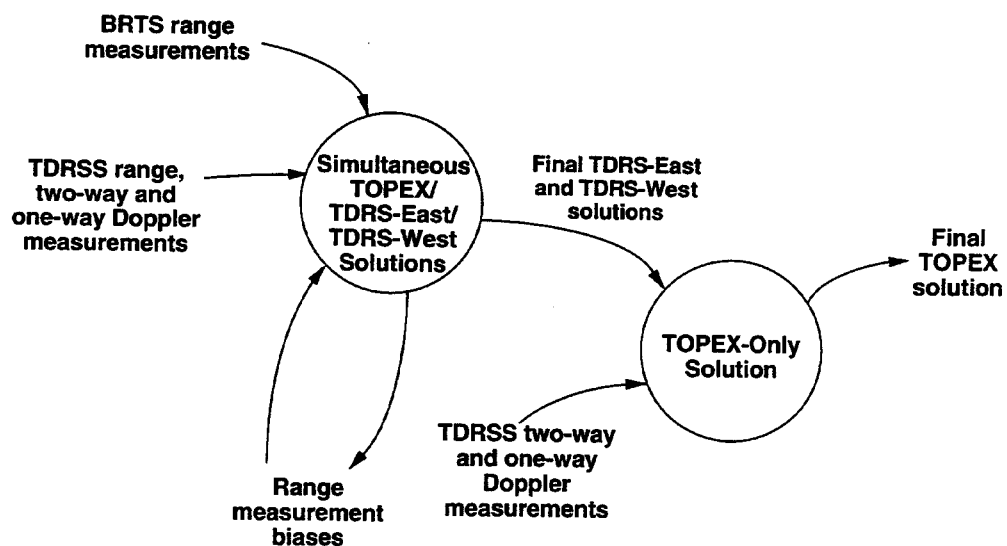 BRTS range
measurements
TDRSS range,
two-way and
one-way Doppler
measurements
Simultaneous
TOPEX/
TDRS-East/
TDRS-West
Solutions
Final TDRS-East
and TDRS-West
solutions
Final
TOPEX
solution
TOPEX-Only
Solution
TDRSS two-way
and one-way
Doppler
measurements
Range
measurement
biases